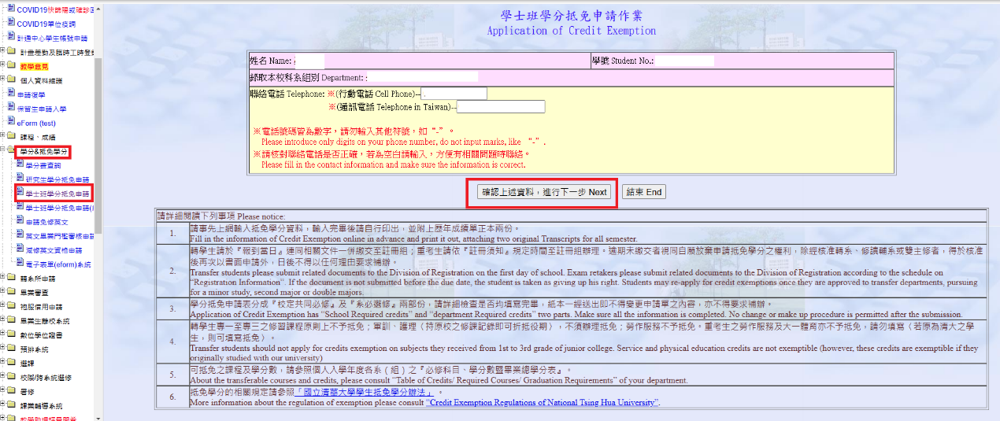 COVID19快篩陽或確診回
COVID19單位疫調
計通中心學生帳號申請
計畫差勤及臨時工時登錄
教學意見
個人資料維護
申請復學
保留生申請入學
eForm (test)
課程、成績
學分&抵免學分
學分費查詢
研究生學分抵免申請
學士班學分抵免申請
學士班學分抵免申請(
申請免修英文
英文畢業門檻審核申請
減修英文資格申請
電子表單(eform)系統
轉系所申請
畢業審查
袍服借用申請
畢業生離校系統
數位學位證書
預排系統
選課
校際/跨系統選修
暑修
課業輔導系統
教學助理評量問卷
學士班學分抵免申請作業
Application of Credit Exemption
姓名 Name:
學號 Student No.:
錄取本校科系組別 Department:
聯絡電話 Telephone: ※(行動電話 Cell Phone)--
※(通訊電話 Telephone in Taiwan)--
※電話號碼皆為數字，請勿輸入其他符號，如“-”。
Please introduce only digits on your phone number, do not input marks, like “-”.
※請核對聯絡電話是否正確，若為空白請輸入，方便有相關問題時聯絡。
Please fill in the contact information and make sure the information is correct.
確認上述資料，進行下一步 Next
結束 End
請詳細閱讀下列事項 Please notice:
1.
請事先上網輸入抵免學分資料，輸入完畢後請自行印出，並附上歷年成績單正本兩份。
Fill in the information of Credit Exemption online in advance and print it out, attaching two original Transcripts for all semester.
2.
轉學生請於『報到當日』連同相關文件一併繳交至註冊組；重考生請依『註冊須知』規定時間至註冊組辦理。逾期未繳交者視同自願放棄申請抵免學分之權利，除經核准轉系、修讀輔系或雙主修者，得於核准
後再次以書面申請外，日後不得以任何理由要求補辦。
Transfer students please submit related documents to the Division of Registration on the first day of school. Exam retakers please submit related documents to the Division of Registration according to the schedule on
“Registration Information”. If the document is not submitted before the due date, the student is taken as giving up his right. Students may re-apply for credit exemptions once they are approved to transfer departments, pursuing
for a minor study, second major or double majors.
3.
學分抵免申請表分成『校定共同必修』及『系必選修』兩部份，請詳細檢查是否均填寫完畢，紙本一經送出即不得變更申請單之內容，亦不得要求補辦。
Application of Credit Exemption has “School Required credits” and “department Required credits” two parts. Make sure all the information is completed. No change or make up procedure is permitted after the submission.
4.
轉學生專一至專三之修習課程原則上不予抵免；軍訓、護理（持原校之修課記錄即可折抵役期），不須辦理抵免；勞作服務不予抵免。重考生之勞作服務及大一體育亦不予抵免，請勿填寫（若原為清大之學
生，則可填寫抵免）。
Transfer students should not apply for credits exemption on subjects they received from 1st to 3rd grade of junior college. Service and physical education credits are not exemptible (however, these credits are exemptible if they
originally studied with our university)
5.
可抵免之課程及學分數，請參照個人入學年度各系（組）之『必修科目、學分數暨畢業總學分表』。
About the transferable courses and credits, please consult “Table of Credits/ Required Courses/ Graduation Requirements” of your department.
6.
抵免學分的相關規定請參照「國立清華大學學生抵免學分辦法」。
More information about the regulation of exemption please consult “Credit Exemption Regulations of National Tsing Hua University”.